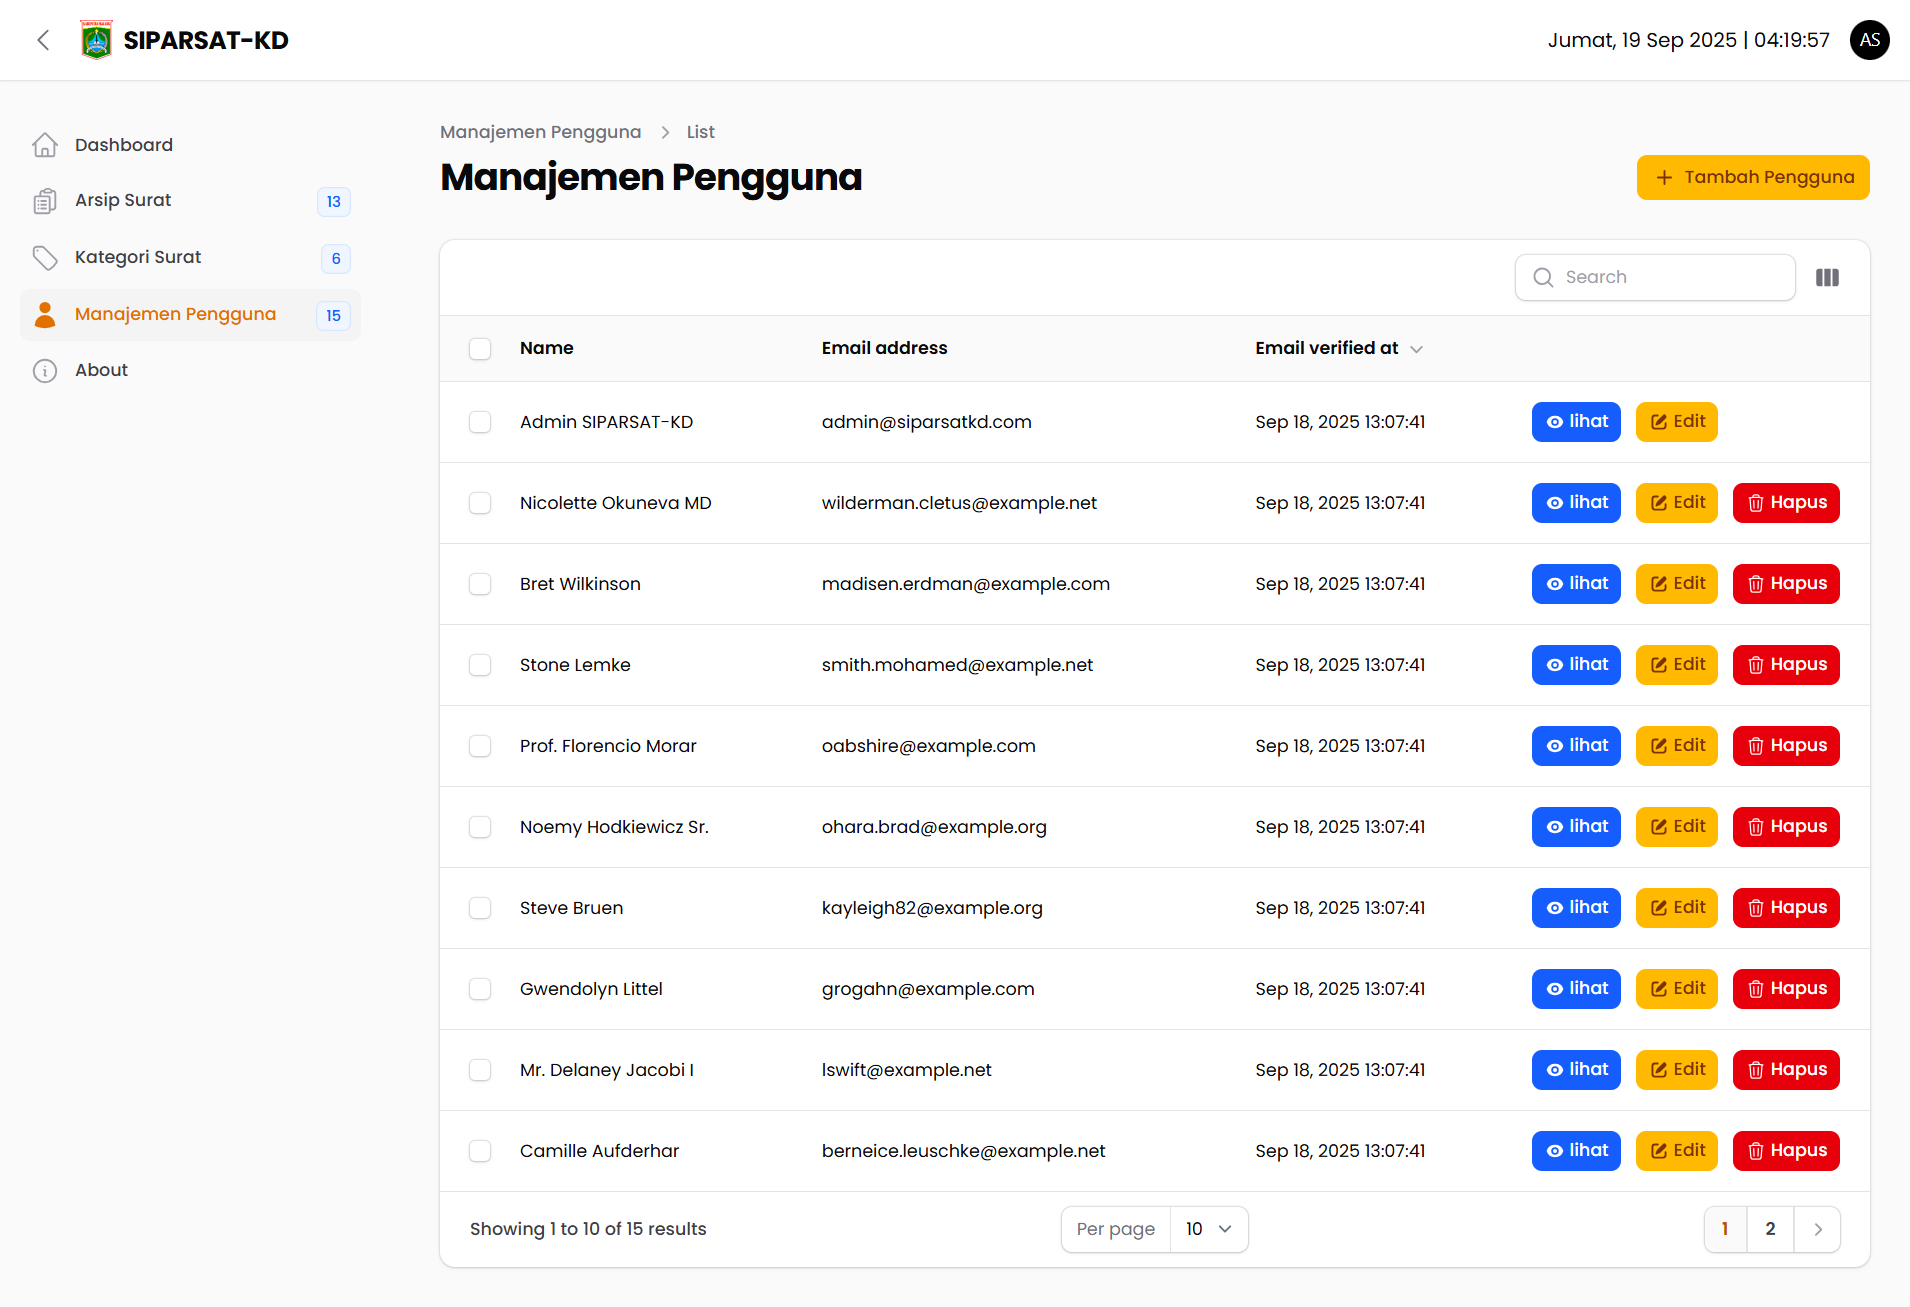 SIPARSAT-KD
Jumat, 19 Sep 2025 | 04:19:57
AS
Dashboard
Arsip Surat 13
Kategori Surat 6
Manajemen Pengguna 15
About
Manajemen Pengguna > List
Manajemen Pengguna
+ Tambah Pengguna
Search
Name Email address Email verified at
Admin SIPARSAT-KD admin@siparsatkd.com Sep 18, 2025 13:07:41 lihat Edit
Nicolette Okuneva MD wilderman.cletus@example.net Sep 18, 2025 13:07:41 lihat Edit Hapus
Bret Wilkinson madisen.erdman@example.com Sep 18, 2025 13:07:41 lihat Edit Hapus
Stone Lemke smith.mohamed@example.net Sep 18, 2025 13:07:41 lihat Edit Hapus
Prof. Florencio Morar oabshire@example.com Sep 18, 2025 13:07:41 lihat Edit Hapus
Noemy Hodkiewicz Sr. ohara.brad@example.org Sep 18, 2025 13:07:41 lihat Edit Hapus
Steve Bruen kayleigh82@example.org Sep 18, 2025 13:07:41 lihat Edit Hapus
Gwendolyn Littel grogahn@example.com Sep 18, 2025 13:07:41 lihat Edit Hapus
Mr. Delaney Jacobi I lswift@example.net Sep 18, 2025 13:07:41 lihat Edit Hapus
Camille Aufderhar berneice.leuschke@example.net Sep 18, 2025 13:07:41 lihat Edit Hapus
Showing 1 to 10 of 15 results
Per page 10
1 2